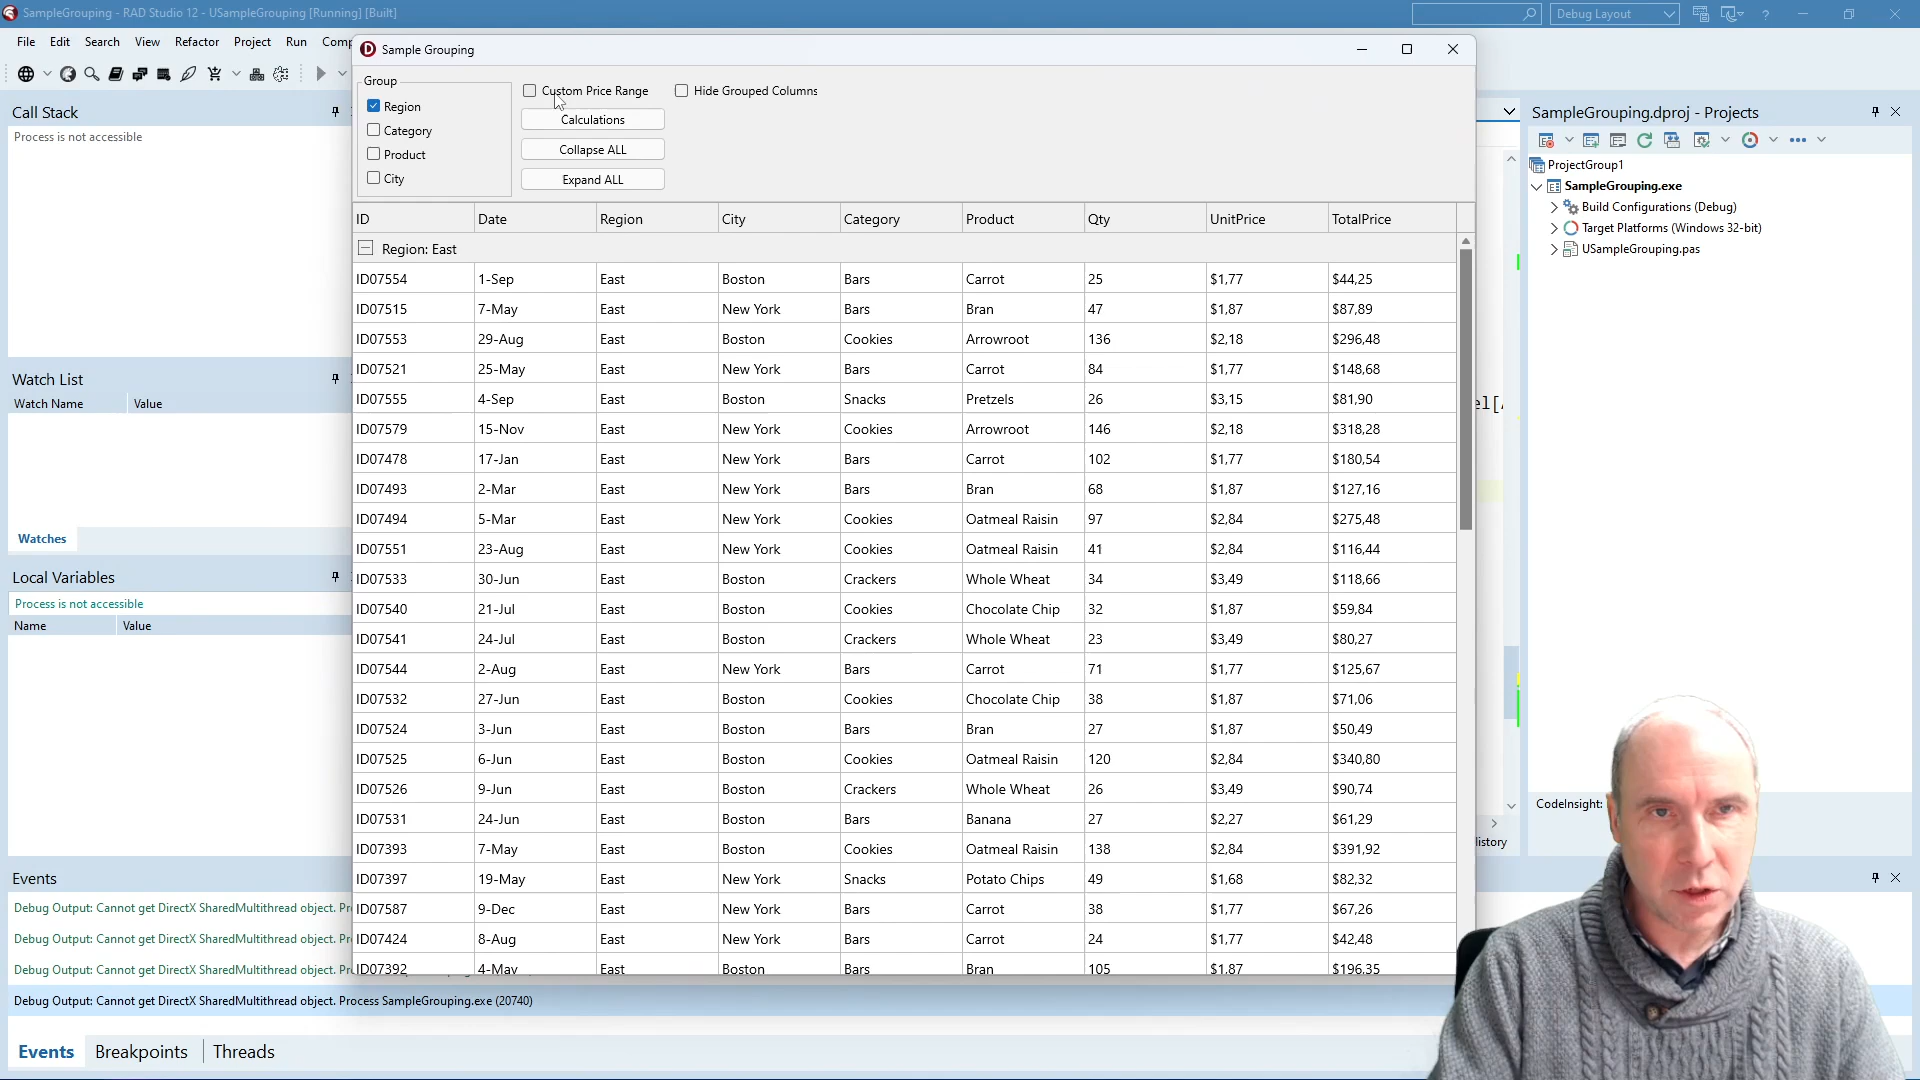 SampleGrouping - RAD Studio 12 - USampleGrouping [Running] [Built]
Debug Layout
File Edit Search View Refactor Project Run
Sample Grouping
Group
Region
Category
Product
City
Custom Price Range
Hide Grouped Columns
Calculations
Collapse ALL
Expand ALL
Call Stack
Process is not accessible
Watch List
Watch Name Value
Watches
Local Variables
Process is not accessible
Name Value
ID Date Region City Category Product Qty UnitPrice TotalPrice
Region: East
ID07554 1-Sep East Boston Bars Carrot 25 $1,77 $44,25
ID07515 7-May East New York Bars Bran 47 $1,87 $87,89
ID07553 29-Aug East Boston Cookies Arrowroot 136 $2,18 $296,48
ID07521 25-May East New York Bars Carrot 84 $1,77 $148,68
ID07555 4-Sep East Boston Snacks Pretzels 26 $3,15 $81,90
ID07579 15-Nov East New York Cookies Arrowroot 146 $2,18 $318,28
ID07478 17-Jan East New York Bars Carrot 102 $1,77 $180,54
ID07493 2-Mar East New York Bars Bran 68 $1,87 $127,16
ID07494 5-Mar East New York Cookies Oatmeal Raisin 97 $2,84 $275,48
ID07551 23-Aug East New York Cookies Oatmeal Raisin 41 $2,84 $116,44
ID07533 30-Jun East Boston Crackers Whole Wheat 34 $3,49 $118,66
ID07540 21-Jul East Boston Cookies Chocolate Chip 32 $1,87 $59,84
ID07541 24-Jul East Boston Crackers Whole Wheat 23 $3,49 $80,27
ID07544 2-Aug East New York Bars Carrot 71 $1,77 $125,67
ID07532 27-Jun East Boston Cookies Chocolate Chip 38 $1,87 $71,06
ID07524 3-Jun East Boston Bars Bran 27 $1,87 $50,49
ID07525 6-Jun East Boston Cookies Oatmeal Raisin 120 $2,84 $340,80
ID07526 9-Jun East Boston Crackers Whole Wheat 26 $3,49 $90,74
ID07531 24-Jun East Boston Bars Banana 27 $2,27 $61,29
ID07393 7-May East Boston Cookies Oatmeal Raisin 138 $2,84 $391,92
ID07397 19-May East New York Snacks Potato Chips 49 $1,68 $82,32
ID07587 9-Dec East New York Bars Carrot 38 $1,77 $67,26
ID07424 8-Aug East New York Bars Carrot 24 $1,77 $42,48
ID07392 4-May East Boston Bars Bran 105 $1,87 $196,35
SampleGrouping.dproj - Projects
ProjectGroup1
SampleGrouping.exe
Build Configurations (Debug)
Target Platforms (Windows 32-bit)
USampleGrouping.pas
CodeInsight:
Events
Debug Output: Cannot get DirectX SharedMultithread object.
Debug Output: Cannot get DirectX SharedMultithread object.
Debug Output: Cannot get DirectX SharedMultithread object.
Debug Output: Cannot get DirectX SharedMultithread object. Process SampleGrouping.exe (20740)
Events Breakpoints Threads